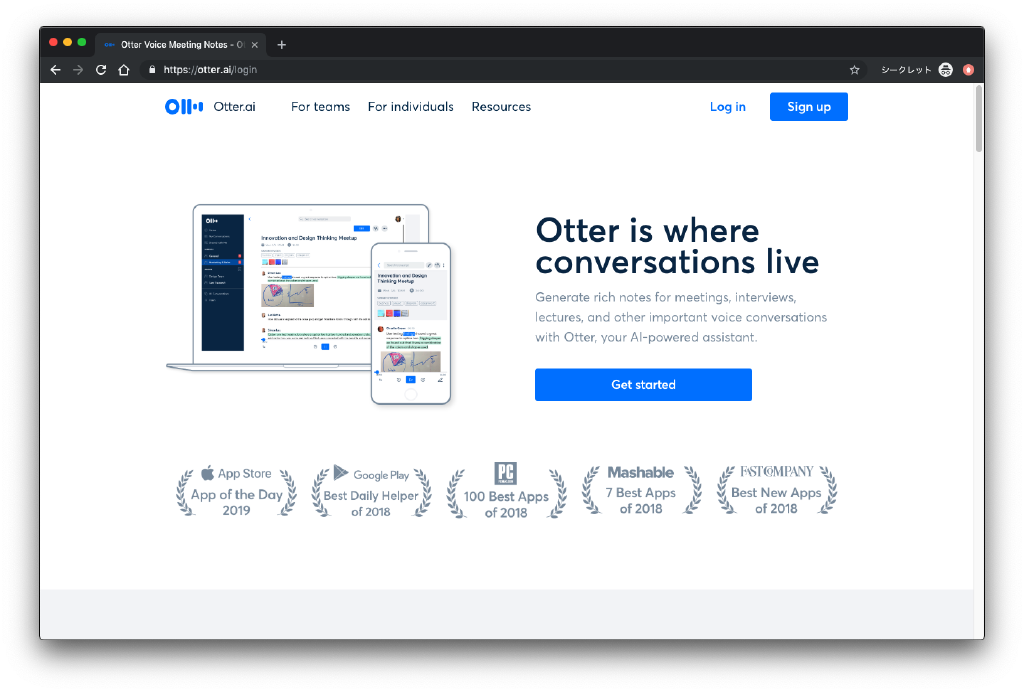 Otter Voice Meeting Notes - O
https://otter.ai/login
シークレット
Otter.ai
For teams
For individuals
Resources
Log in
Sign up
Innovation and Design Thinking Meetup
Innovation and Design
Thinking Meetup
Otter is where
conversations live
Generate rich notes for meetings, interviews,
lectures, and other important voice conversations
with Otter, your AI-powered assistant.
Get started
App Store
App of the Day
2019
Google Play
Best Daily Helper
of 2018
PC
100 Best Apps
of 2018
Mashable
7 Best Apps
of 2018
FAST COMPANY
Best New Apps
of 2018